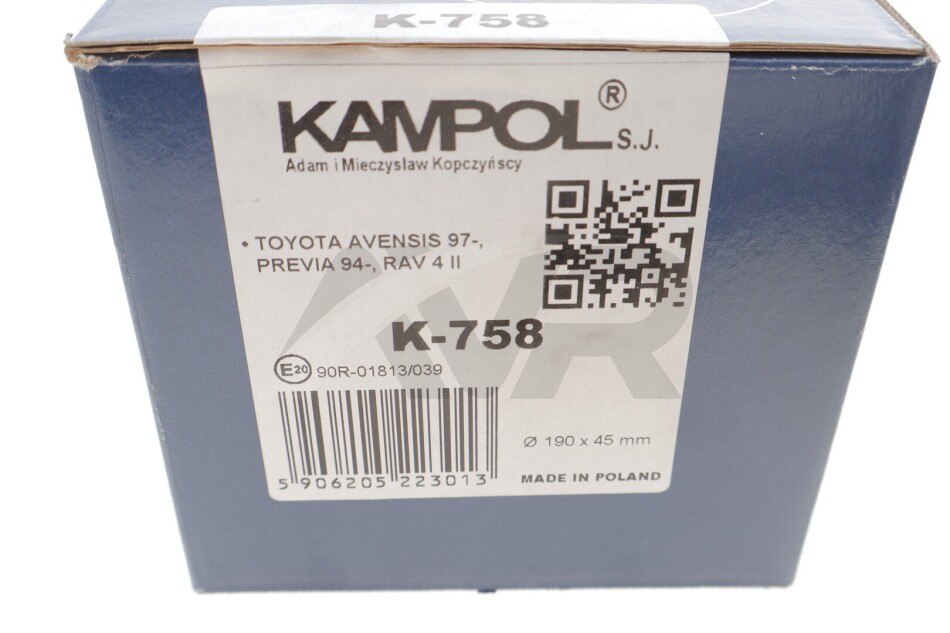 K-758
KAMPOL® S.J.
Adam i Mieczyslaw Kopczyńscy
• TOYOTA AVENSIS 97-,
PREVIA 94-, RAV 4 II
K-758
E20 90R-01813/039
Ø 190 x 45 mm
5 906205 223013
MADE IN POLAND